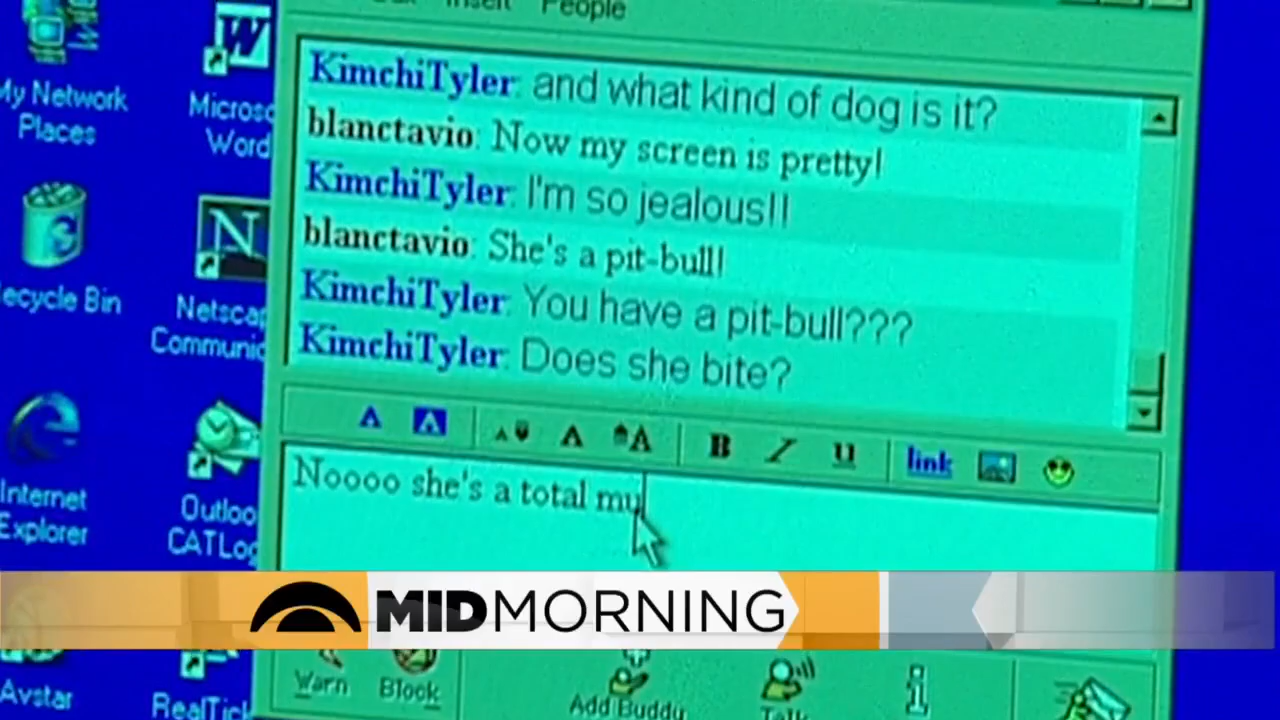 Insert People
My Network
Places
Microso
Word
KimchiTyler: and what kind of dog is it?
blanctavio: Now my screen is pretty!
KimchiTyler: I'm so jealous!!
blanctavio: She's a pit-bull!
KimchiTyler: You have a pit-bull???
KimchiTyler: Does she bite?
ecycle Bin
N
Netscap
Communic
A A A A A B I U link
Noooo she's a total mu
Internet
Explorer
Outloo
CATLog
MIDMORNING
Avstar
RealTick
Warn Block Add Buddy Talk